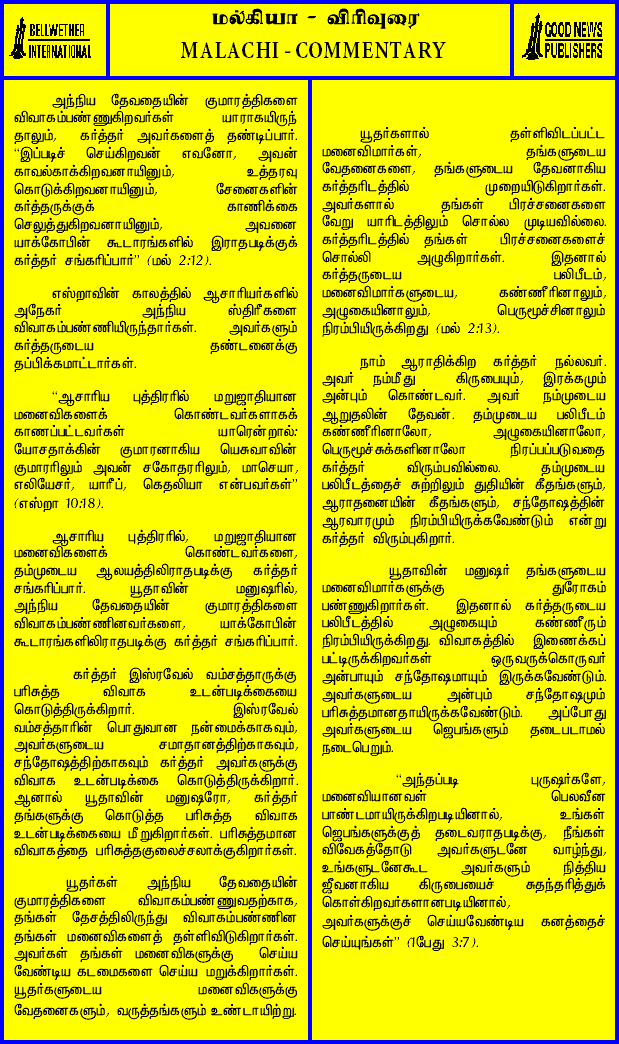 BELLWETHER
INTERNATIONAL
மல்கியா - விரிவுரை
MALACHI - COMMENTARY
GOOD NEWS
PUBLISHERS
அந்நிய தேவதையின் குமாரத்திகளை
விவாகம்பண்ணுகிறவர்கள் யாராகயிருந்
தாலும், கர்த்தர் அவர்களைத் தண்டிப்பார்.
“இப்படிச் செய்கிறவன் எவனோ, அவன்
காவல்காக்கிறவனாயினும், உத்தரவு
கொடுக்கிறவனாயினும், சேனைகளின்
கர்த்தருக்குக் காணிக்கை
செலுத்துகிறவனாயினும், அவனை
யாக்கோபின் கூடாரங்களில் இராதபடிக்குக்
கர்த்தர் சங்கரிப்பார்” (மல் 2:12).
எஸ்றாவின் காலத்தில் ஆசாரியர்களில்
அநேகர் அந்நிய ஸ்திரீகளை
விவாகம்பண்ணியிருந்தார்கள். அவர்களும்
கர்த்தருடைய தண்டனைக்கு
தப்பிக்கமாட்டார்கள்.
“ஆசாரிய புத்திரரில் மறுஜாதியான
மனைவிகளைக் கொண்டவர்களாகக்
காணப்பட்டவர்கள் யாரென்றால்:
யோசதாக்கின் குமாரனாகிய யெசுவாவின்
குமாரரிலும் அவன் சகோதரரிலும், மாசெயா,
எலியேசர், யாரீப், கெதலியா என்பவர்கள்”
(எஸ்றா 10:18).
ஆசாரிய புத்திரரில், மறுஜாதியான
மனைவிகளைக் கொண்டவர்களை,
தம்முடைய ஆலயத்திலிராதபடிக்கு கர்த்தர்
சங்கரிப்பார். யூதாவின் மனுஷரில்,
அந்நிய தேவதையின் குமாரத்திகளை
விவாகம்பண்ணினவர்களை, யாக்கோபின்
கூடாரங்களிலிராதபடிக்கு கர்த்தர் சங்கரிப்பார்.
கர்த்தர் இஸ்ரவேல் வம்சத்தாருக்கு
பரிசுத்த விவாக உடன்படிக்கையை
கொடுத்திருக்கிறார். இஸ்ரவேல்
வம்சத்தாரின் பொதுவான நன்மைக்காகவும்,
அவர்களுடைய சமாதானத்திற்காகவும்,
சந்தோஷத்திற்காகவும் கர்த்தர் அவர்களுக்கு
விவாக உடன்படிக்கை கொடுத்திருக்கிறார்.
ஆனால் யூதாவின் மனுஷரோ, கர்த்தர்
தங்களுக்கு கொடுத்த பரிசுத்த விவாக
உடன்படிக்கையை மீறுகிறார்கள். பரிசுத்தமான
விவாகத்தை பரிசுத்தகுலைச்சலாக்குகிறார்கள்.
யூதர்கள் அந்நிய தேவதையின்
குமாரத்திகளை விவாகம்பண்ணுவதற்காக,
தங்கள் தேசத்திலிருந்து விவாகம்பண்ணின
தங்கள் மனைவிகளைத் தள்ளிவிடுகிறார்கள்.
அவர்கள் தங்கள் மனைவிகளுக்கு செய்ய
வேண்டிய கடமைகளை செய்ய மறுக்கிறார்கள்.
யூதர்களுடைய மனைவிகளுக்கு
வேதனைகளும், வருத்தங்களும் உண்டாயிற்று.
யூதர்களால் தள்ளிவிடப்பட்ட
மனைவிமார்கள், தங்களுடைய
வேதனைகளை, தங்களுடைய தேவனாகிய
கர்த்தரிடத்தில் முறையிடுகிறார்கள்.
அவர்களால் தங்கள் பிரச்சனைகளை
வேறு யாரிடத்திலும் சொல்ல முடியவில்லை.
கர்த்தரிடத்தில் தங்கள் பிரச்சனைகளைச்
சொல்லி அழுகிறார்கள். இதனால்
கர்த்தருடைய பலிபீடம்,
மனைவிமார்களுடைய, கண்ணீரினாலும்,
அழுகையினாலும், பெருமூச்சினாலும்
நிரம்பியிருக்கிறது (மல் 2:13).
நாம் ஆராதிக்கிற கர்த்தர் நல்லவர்.
அவர் நம்மீது கிருபையும், இரக்கமும்
அன்பும் கொண்டவர். அவர் நம்முடைய
ஆறுதலின் தேவன். தம்முடைய பலிபீடம்
கண்ணீரினாலோ, அழுகையினாலோ,
பெருமூச்சுக்களினாலோ நிரப்பப்படுவதை
கர்த்தர் விரும்பவில்லை. தம்முடைய
பலிபீடத்தைச் சுற்றிலும் துதியின் கீதங்களும்,
ஆராதனையின் கீதங்களும், சந்தோஷத்தின்
ஆரவாரமும் நிரம்பியிருக்கவேண்டும் என்று
கர்த்தர் விரும்புகிறார்.
யூதாவின் மனுஷர் தங்களுடைய
மனைவிமார்களுக்கு துரோகம்
பண்ணுகிறார்கள். இதனால் கர்த்தருடைய
பலிபீடத்தில் அழுகையும் கண்ணீரும்
நிரம்பியிருக்கிறது. விவாகத்தில் இணைக்கப்
பட்டிருக்கிறவர்கள் ஒருவருக்கொருவர்
அன்பாயும் சந்தோஷமாயும் இருக்கவேண்டும்.
அவர்களுடைய அன்பும் சந்தோஷமும்
பரிசுத்தமானதாயிருக்கவேண்டும். அப்போது
அவர்களுடைய ஜெபங்களும் தடைபடாமல்
நடைபெறும்.
“அந்தப்படி புருஷர்களே,
மனைவியானவள் பெலவீன
பாண்டமாயிருக்கிறபடியினால், உங்கள்
ஜெபங்களுக்குத் தடைவராதபடிக்கு, நீங்கள்
விவேகத்தோடு அவர்களுடனே வாழ்ந்து,
உங்களுடனேகூட அவர்களும் நித்திய
ஜீவனாகிய கிருபையைச் சுதந்தரித்துக்
கொள்கிறவர்களானபடியினால்,
அவர்களுக்குச் செய்யவேண்டிய கனத்தைச்
செய்யுங்கள்” (1பேது 3:7).